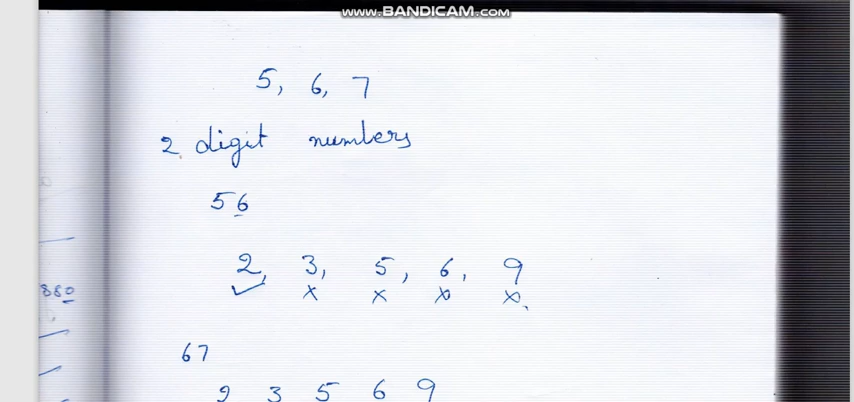 www.BANDICAM.com
5, 6, 7
2 digit numbers
56
2, 3, 5, 6, 9
✓ x x x x
880
67
2 3 5 6 9